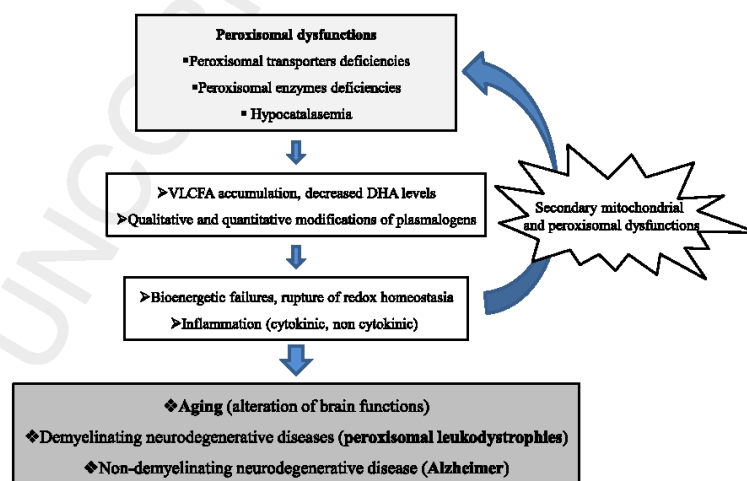 Peroxisomal dysfunctions
▪Peroxisomal transporters deficiencies
▪Peroxisomal enzymes deficiencies
▪ Hypocatalasemia
➢VLCFA accumulation, decreased DHA levels
➢Qualitative and quantitative modifications of plasmalogens
Secondary mitochondrial
and peroxisomal dysfunctions
➢Bioenergetic failures, rupture of redox homeostasia
➢Inflammation (cytokinic, non cytokinic)
❖Aging (alteration of brain functions)
❖Demyelinating neurodegenerative diseases (peroxisomal leukodystrophies)
❖Non-demyelinating neurodegenerative disease (Alzheimer)
UNCO